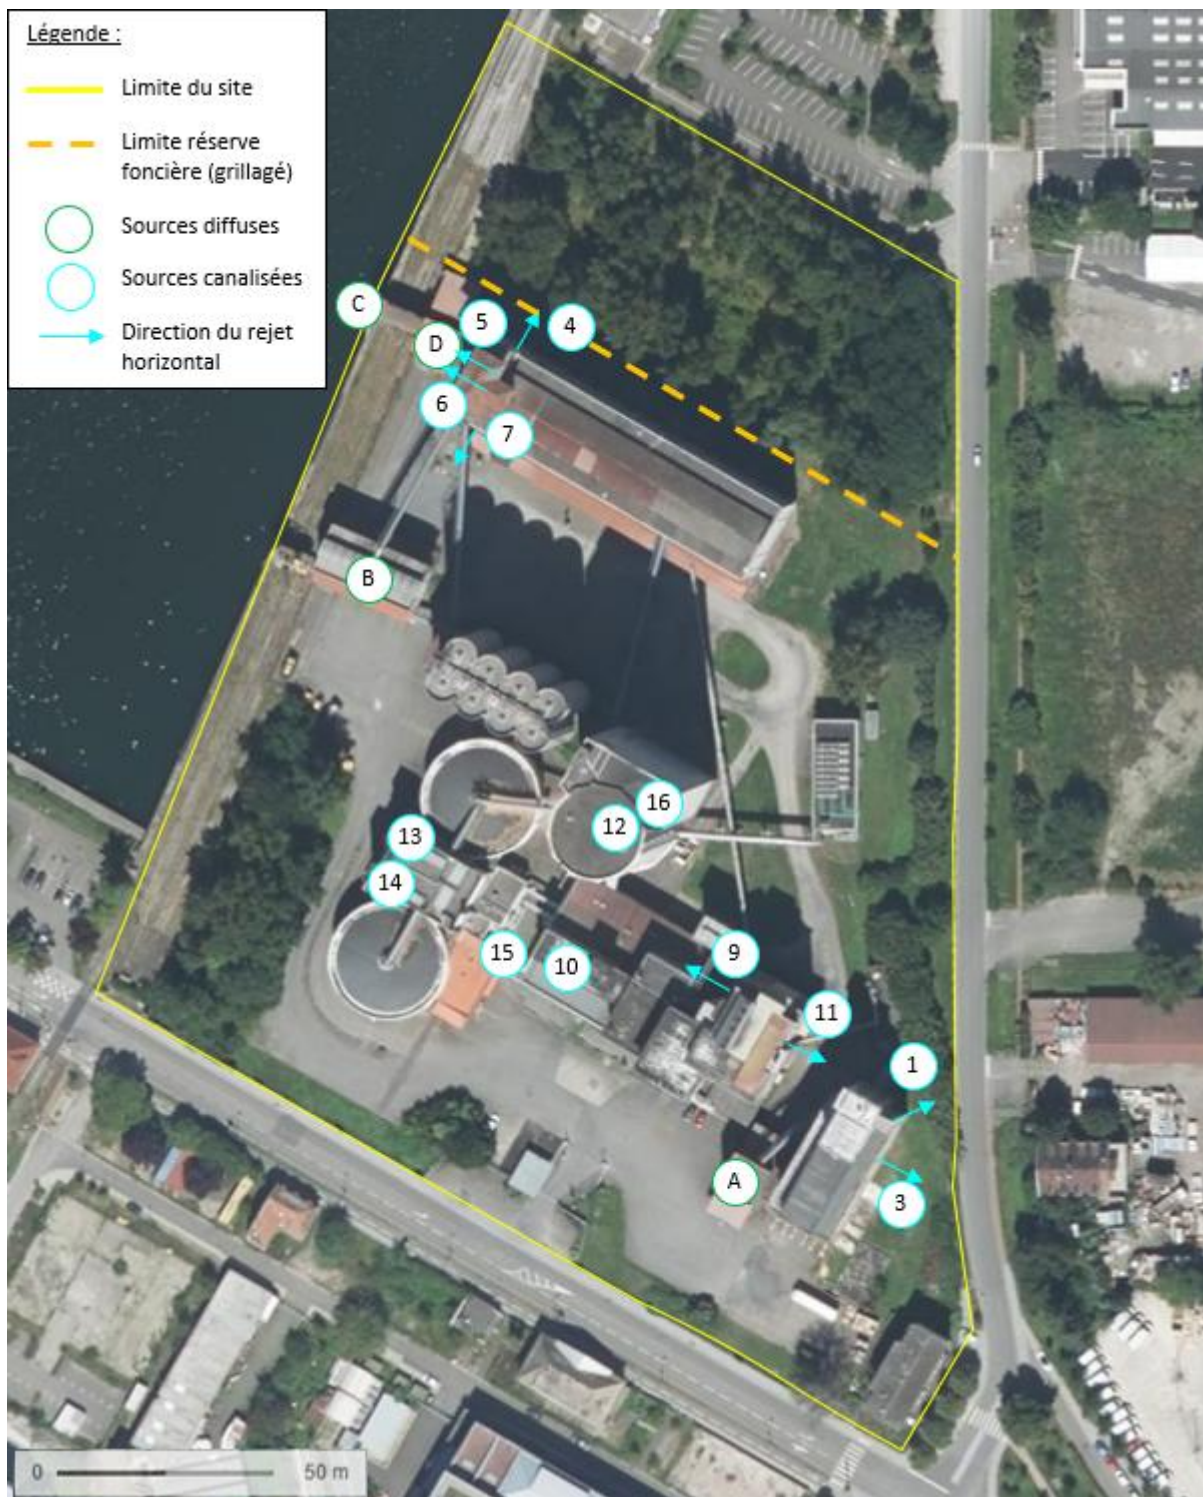 Légende :
Limite du site
Limite réserve
foncière (grillagé)
Sources diffuses
Sources canalisées
Direction du rejet
horizontal
C
5
4
D
6
7
B
16
12
13
14
15
10
9
11
1
A
3
0
50 m